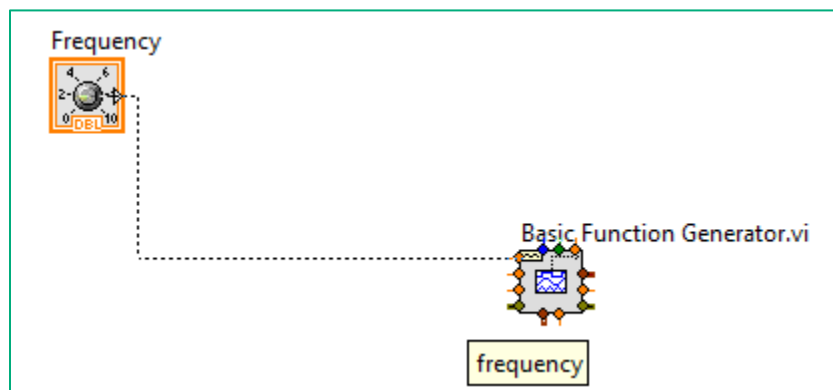 Frequency
4 6
2
0 10
DBL
Basic Function Generator.vi
frequency